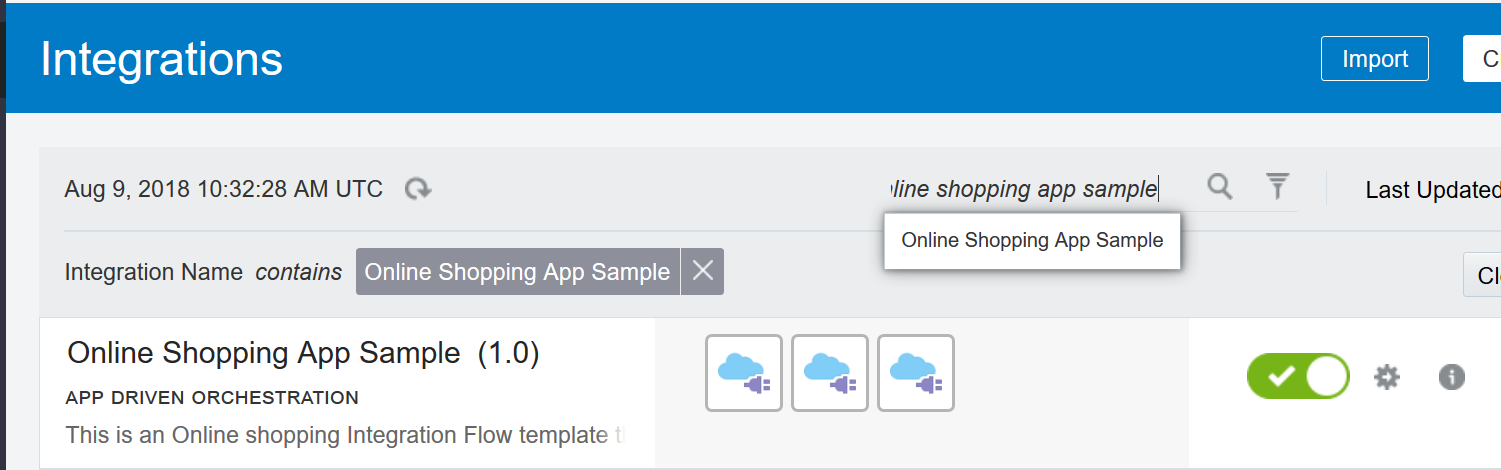 Integrations
Import
Aug 9, 2018 10:32:28 AM UTC
line shopping app sample
Last Updated
Online Shopping App Sample
Integration Name contains Online Shopping App Sample
Online Shopping App Sample (1.0)
APP DRIVEN ORCHESTRATION
This is an Online shopping Integration Flow template